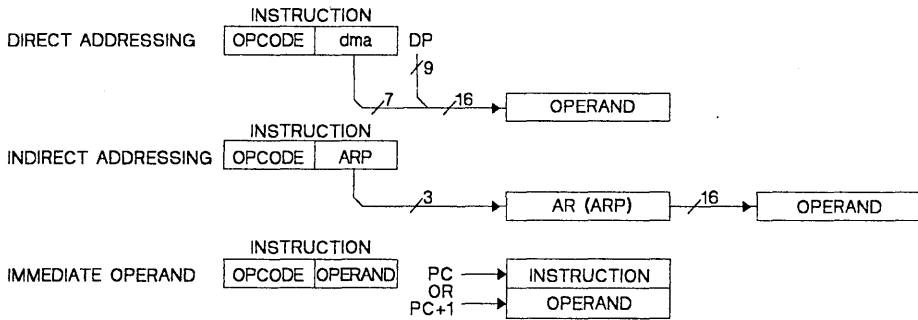 INSTRUCTION
DIRECT ADDRESSING OPCODE dma DP
9
7 16 OPERAND
INSTRUCTION
INDIRECT ADDRESSING OPCODE ARP
3 AR (ARP) 16 OPERAND
INSTRUCTION
IMMEDIATE OPERAND OPCODE OPERAND PC INSTRUCTION
OR
PC+1 OPERAND